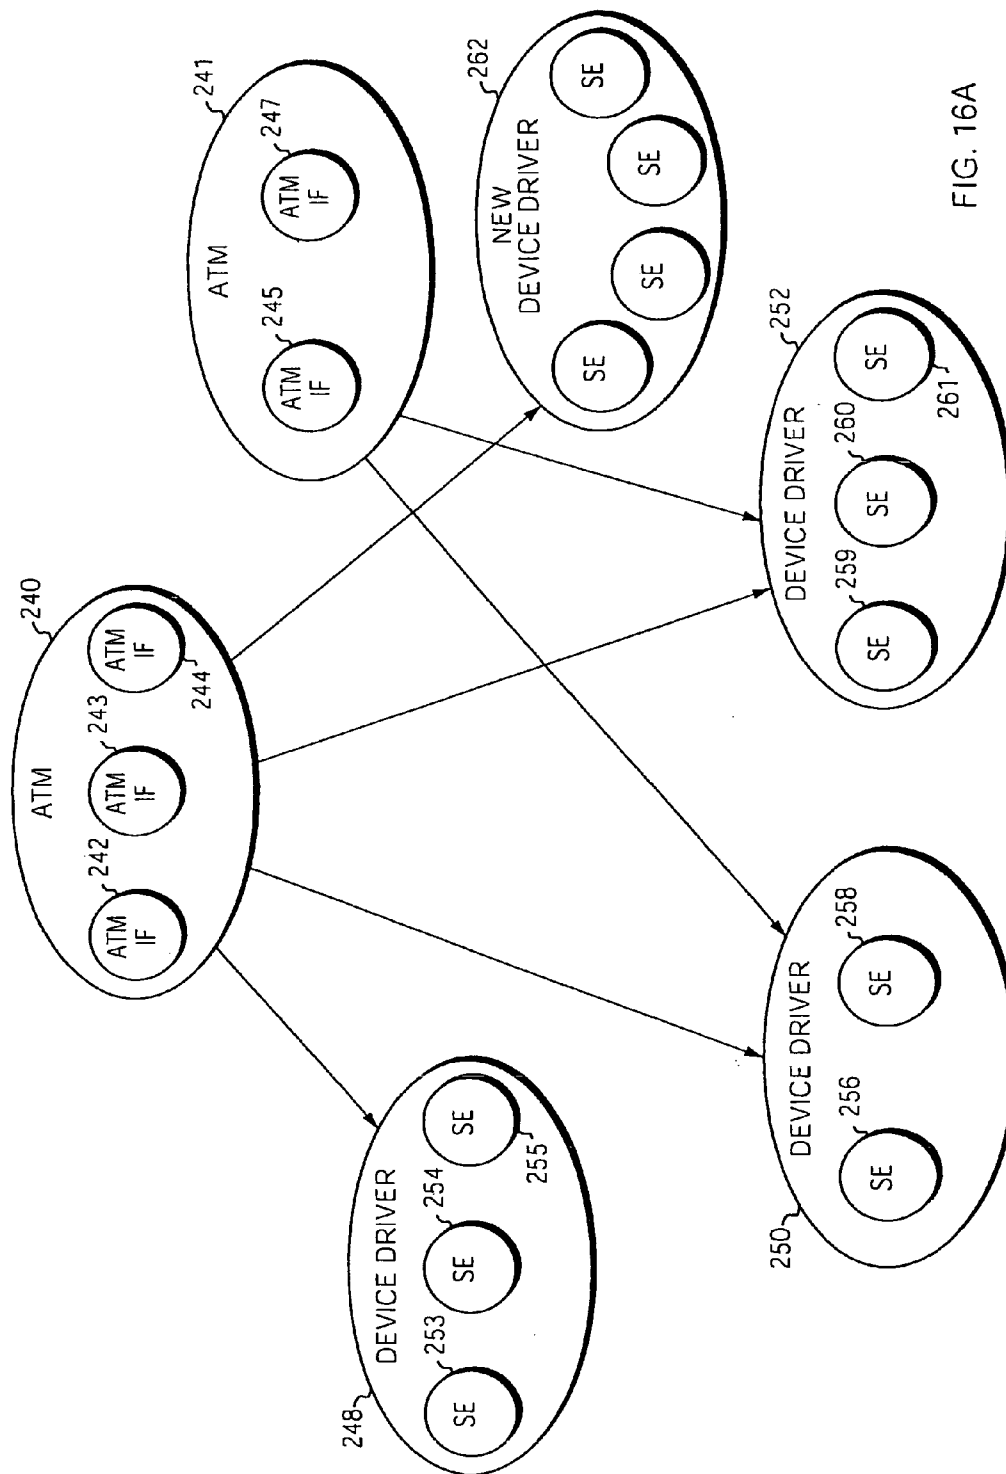 240
ATM
242
243
ATM
IF
ATM
IF
ATM
IF
244
241
ATM
245
247
ATM
IF
ATM
IF
248
DEVICE DRIVER
253
254
SE
SE
SE
255
262
NEW
DEVICE DRIVER
SE
SE
SE
SE
250
DEVICE DRIVER
256
258
SE
SE
252
DEVICE DRIVER
259
260
SE
SE
SE
261
FIG. 16A